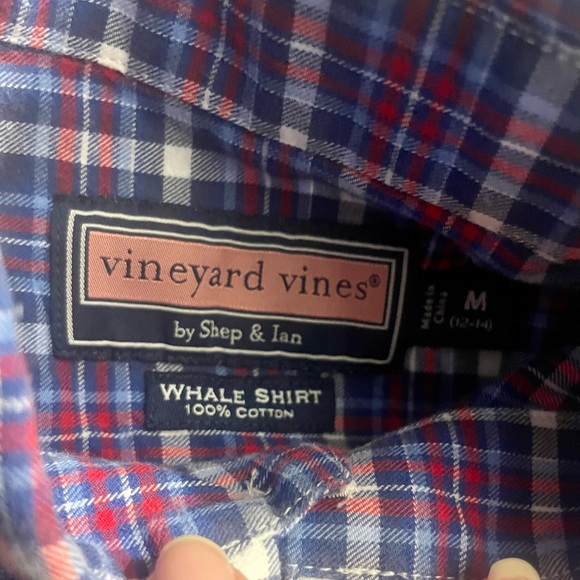 vineyard vines®
by Shep & Ian
Made in
China
M
(12-14)
WHALE SHIRT
100% COTTON